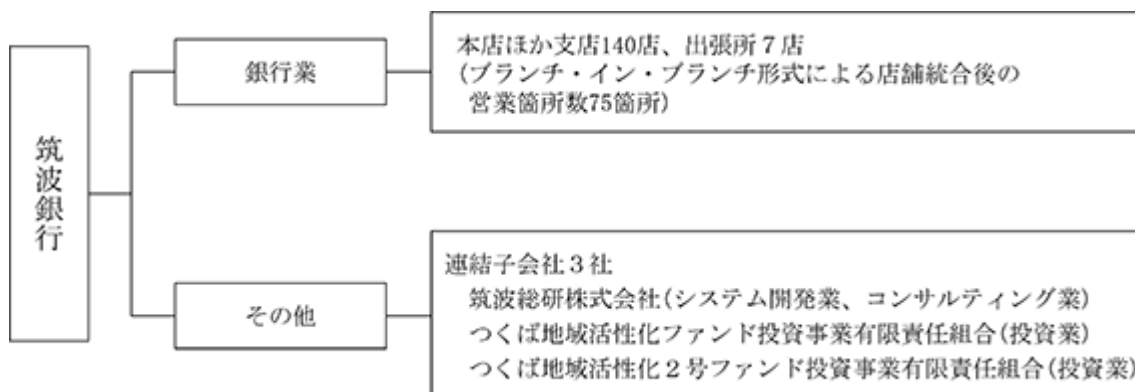 筑波銀行
銀行業
本店ほか支店140店、出張所７店
(ブランチ・イン・ブランチ形式による店舗統合後の
営業箇所数75箇所)
その他
連結子会社３社
筑波総研株式会社(システム開発業、コンサルティング業)
つくば地域活性化ファンド投資事業有限責任組合(投資業)
つくば地域活性化２号ファンド投資事業有限責任組合(投資業)